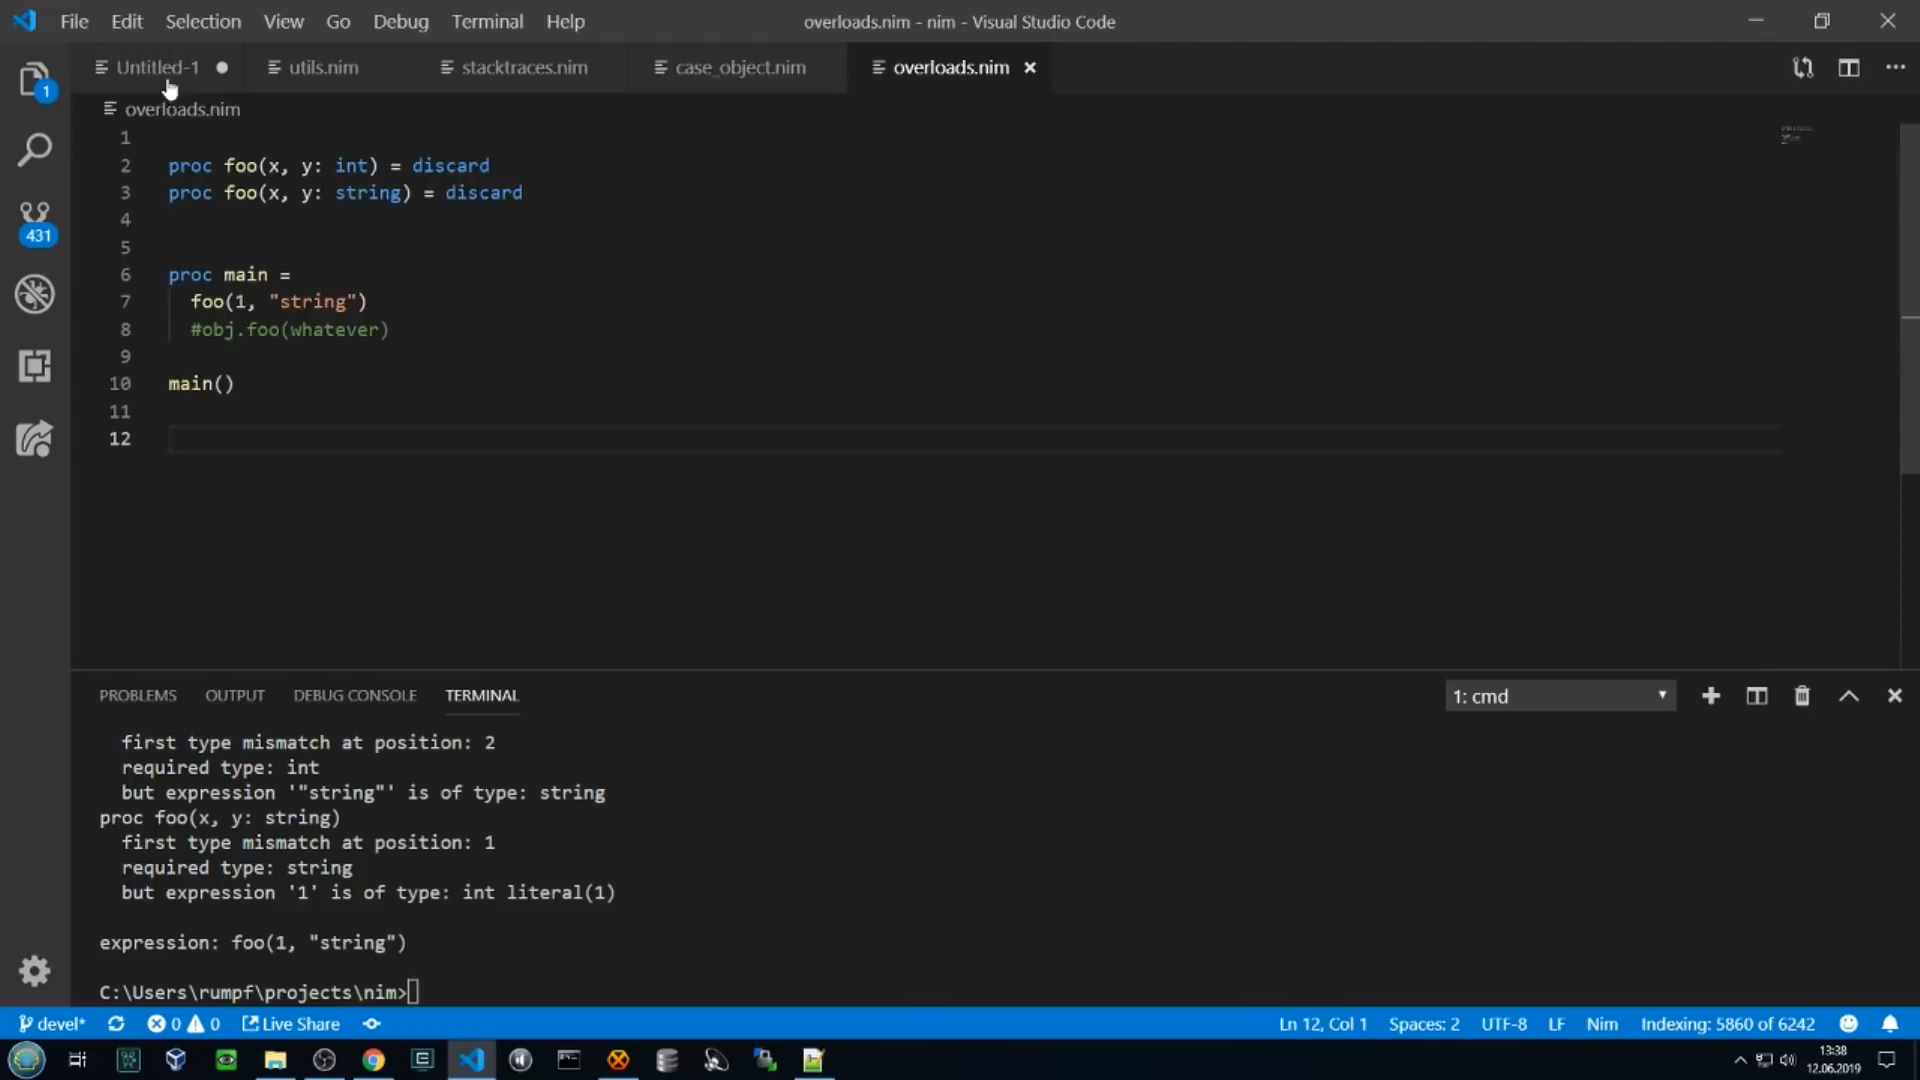 File Edit Selection View Go Debug Terminal Help overloads.nim - nim - Visual Studio Code
Untitled-1 utils.nim stacktraces.nim case_object.nim overloads.nim
1
overloads.nim
1
2 proc foo(x, y: int) = discard
3 proc foo(x, y: string) = discard
4
431
5
6 proc main =
7 foo(1, "string")
8 #obj.foo(whatever)
9
10 main()
11
12
PROBLEMS OUTPUT DEBUG CONSOLE TERMINAL 1: cmd
first type mismatch at position: 2
required type: int
but expression '"string"' is of type: string
proc foo(x, y: string)
first type mismatch at position: 1
required type: string
but expression '1' is of type: int literal(1)
expression: foo(1, "string")
C:\Users\rumpf\projects\nim>
devel* 0 0 Live Share Ln 12, Col 1 Spaces: 2 UTF-8 LF Nim Indexing: 5860 of 6242
13:38
12.06.2019